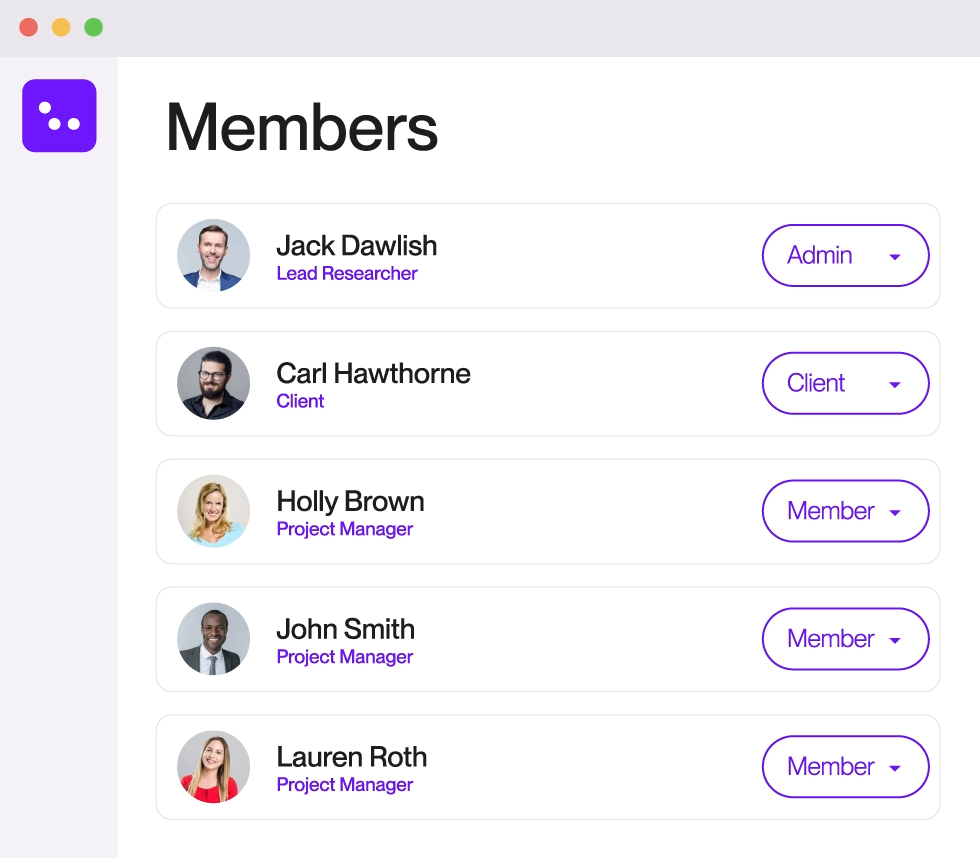 Members
Jack Dawlish
Lead Researcher
Admin
Carl Hawthorne
Client
Client
Holly Brown
Project Manager
Member
John Smith
Project Manager
Member
Lauren Roth
Project Manager
Member